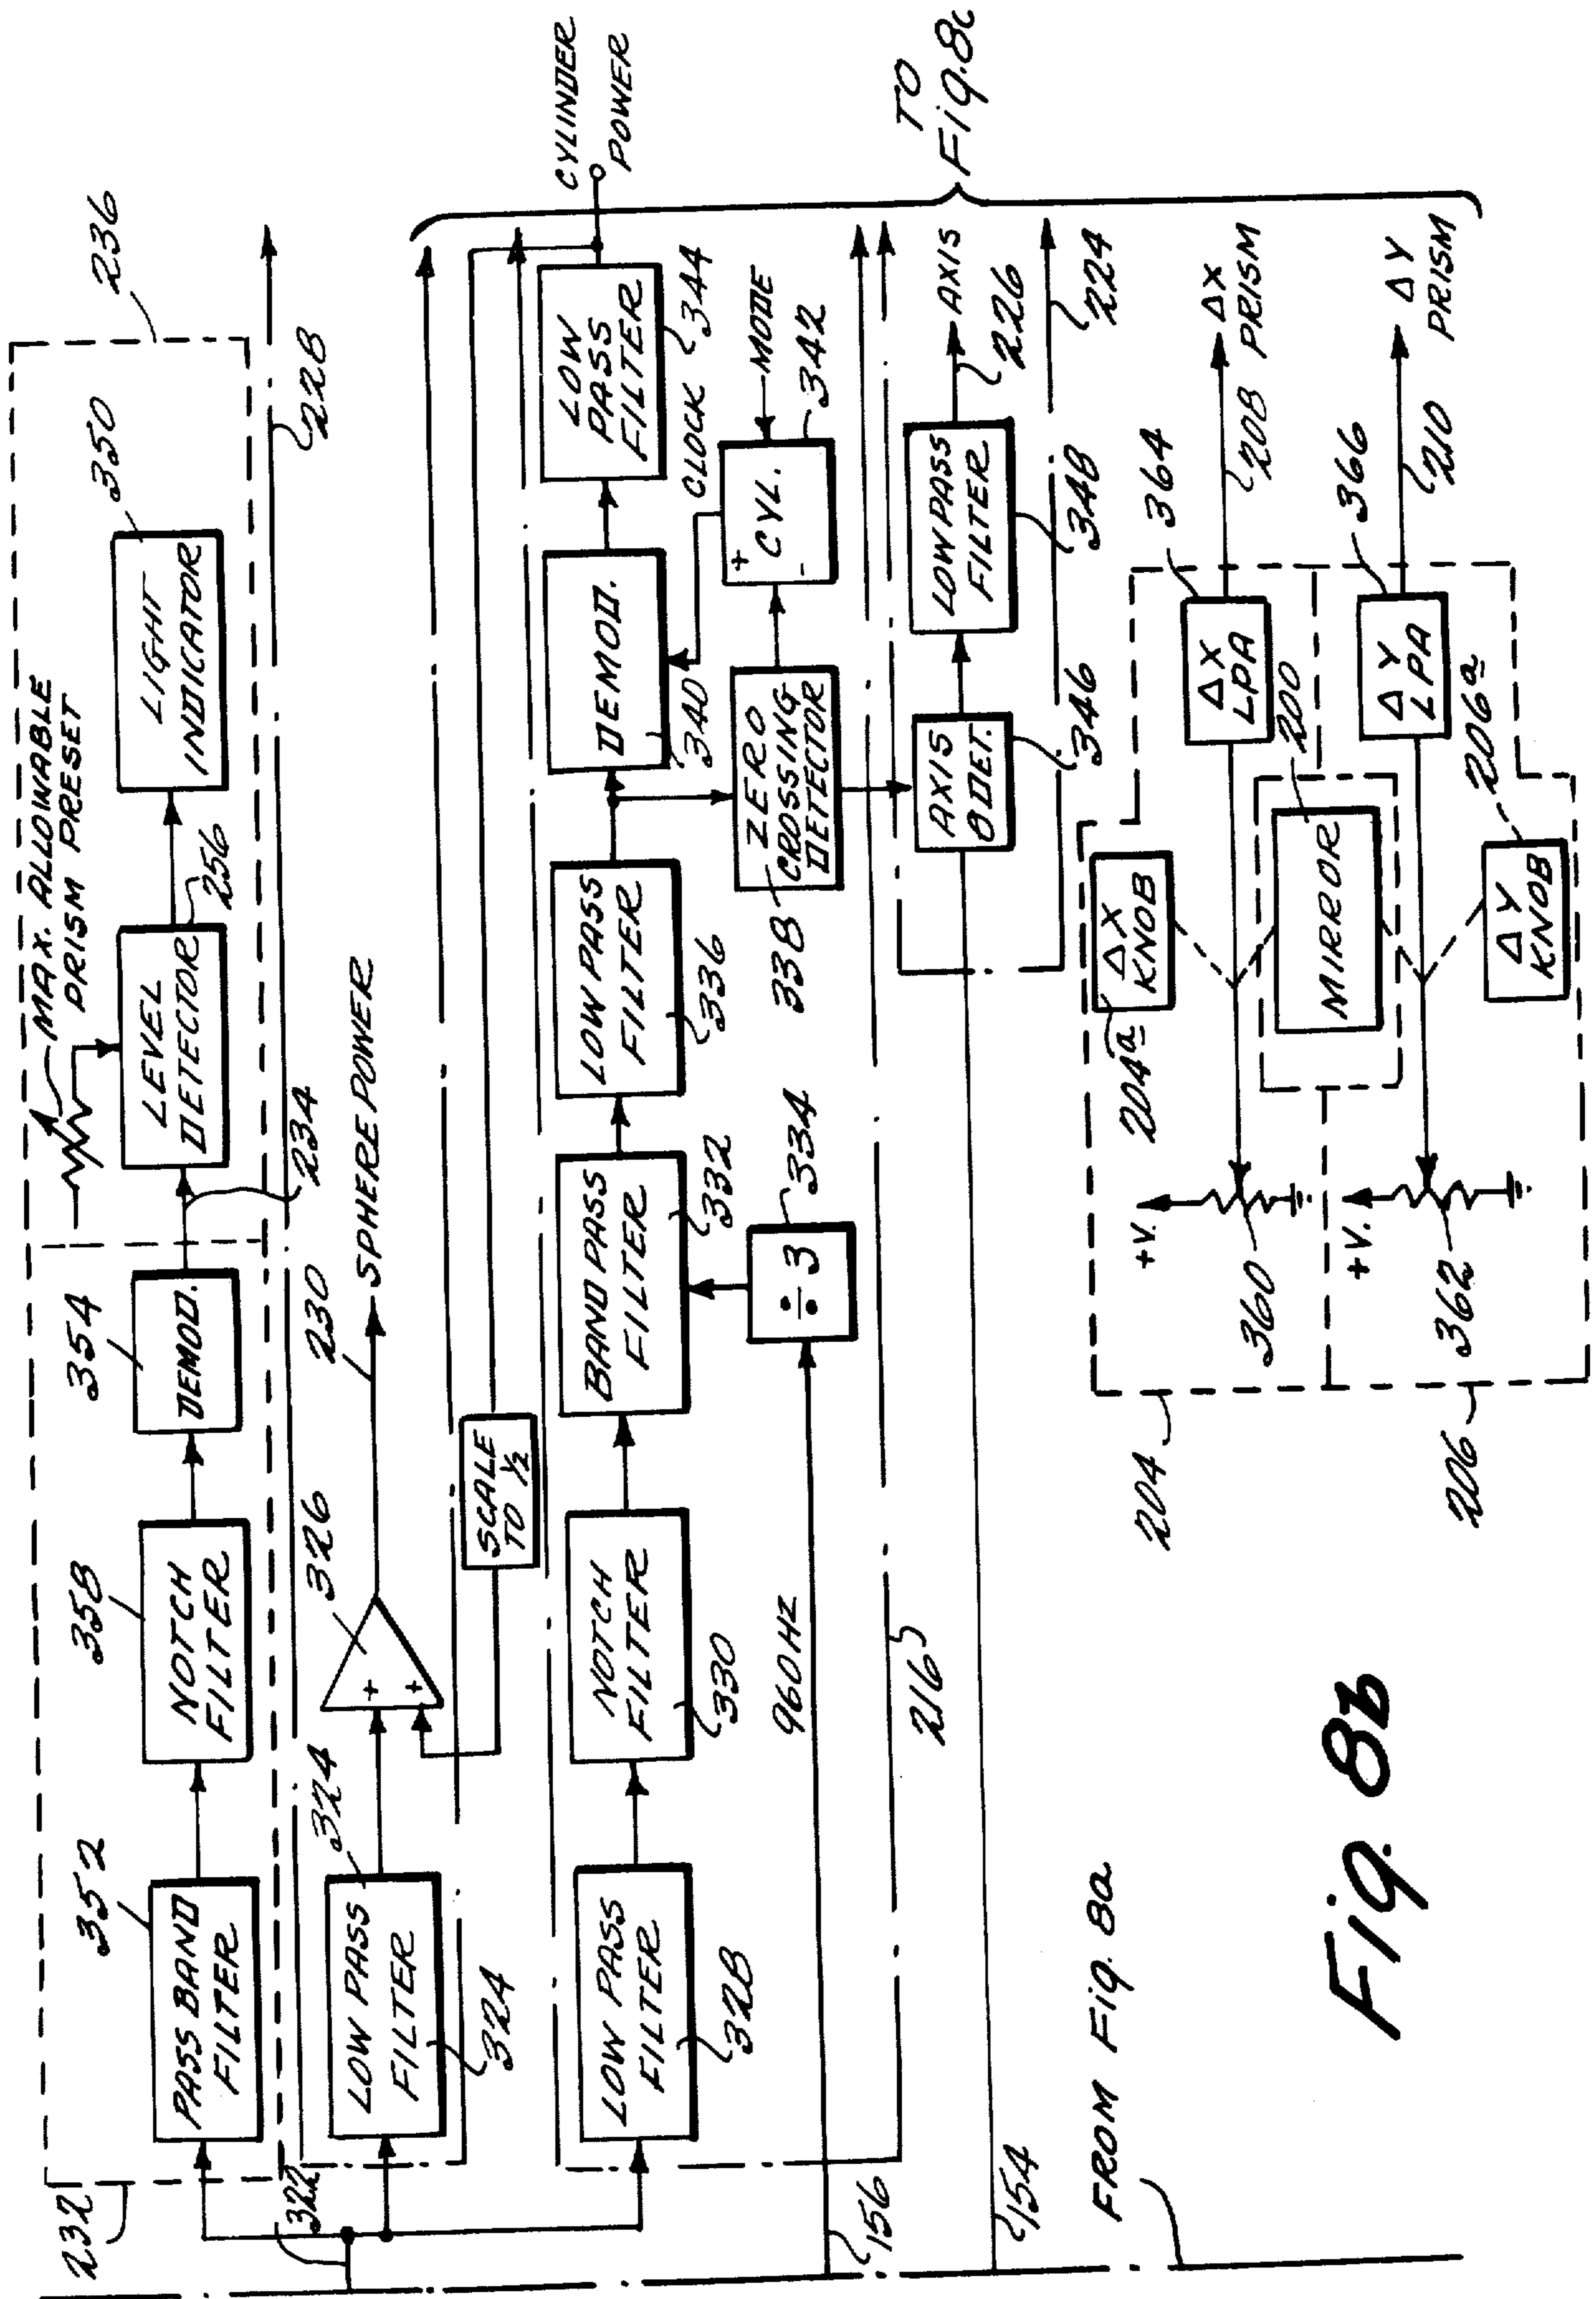 MAX. ALLOWABLE
PRISM PRESET
236
350
LIGHT
INDICATOR
256
LEVEL
DETECTOR
234
228
354
DEMOD.
358
NOTCH
FILTER
352
PASS BAND
FILTER
232
322
324
LOW PASS
FILTER
324
326
+
+
230
SPHERE POWER
SCALE
TO ½
CYLINDER
POWER
LOW PASS
FILTER
328
NOTCH
FILTER
330
BAND PASS
FILTER
332
÷ 3
334
960 HZ
LOW PASS
FILTER
336
DEMOD.
340
LOW
PASS
FILTER
344
CLOCK
MODE
+
CYL.
-
342
ZERO
CROSSING
DETECTOR
338
AXIS
θ DET.
346
LOW PASS
FILTER
348
AXIS
226
224
216
156
154
TO
Fig. 8c
FROM Fig. 8a
204
204a
ΔX
KNOB
+V.
360
ΔX
LPA
364
208
ΔX
PRISM
200
MIRROR
206
+V.
362
ΔY
LPA
366
210
ΔY
PRISM
206a
ΔY
KNOB
Fig. 8b